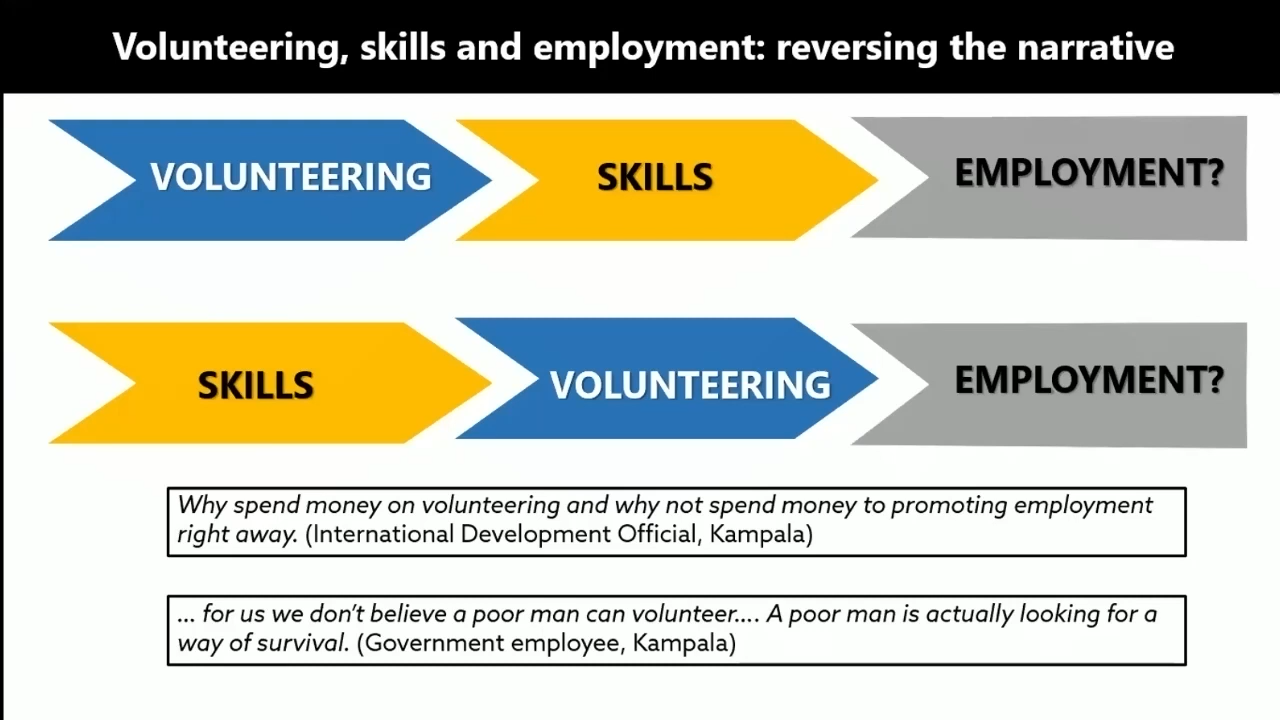 Volunteering, skills and employment: reversing the narrative
VOLUNTEERING
SKILLS
EMPLOYMENT?
SKILLS
VOLUNTEERING
EMPLOYMENT?
Why spend money on volunteering and why not spend money to promoting employment
right away. (International Development Official, Kampala)
... for us we don’t believe a poor man can volunteer.... A poor man is actually looking for a
way of survival. (Government employee, Kampala)